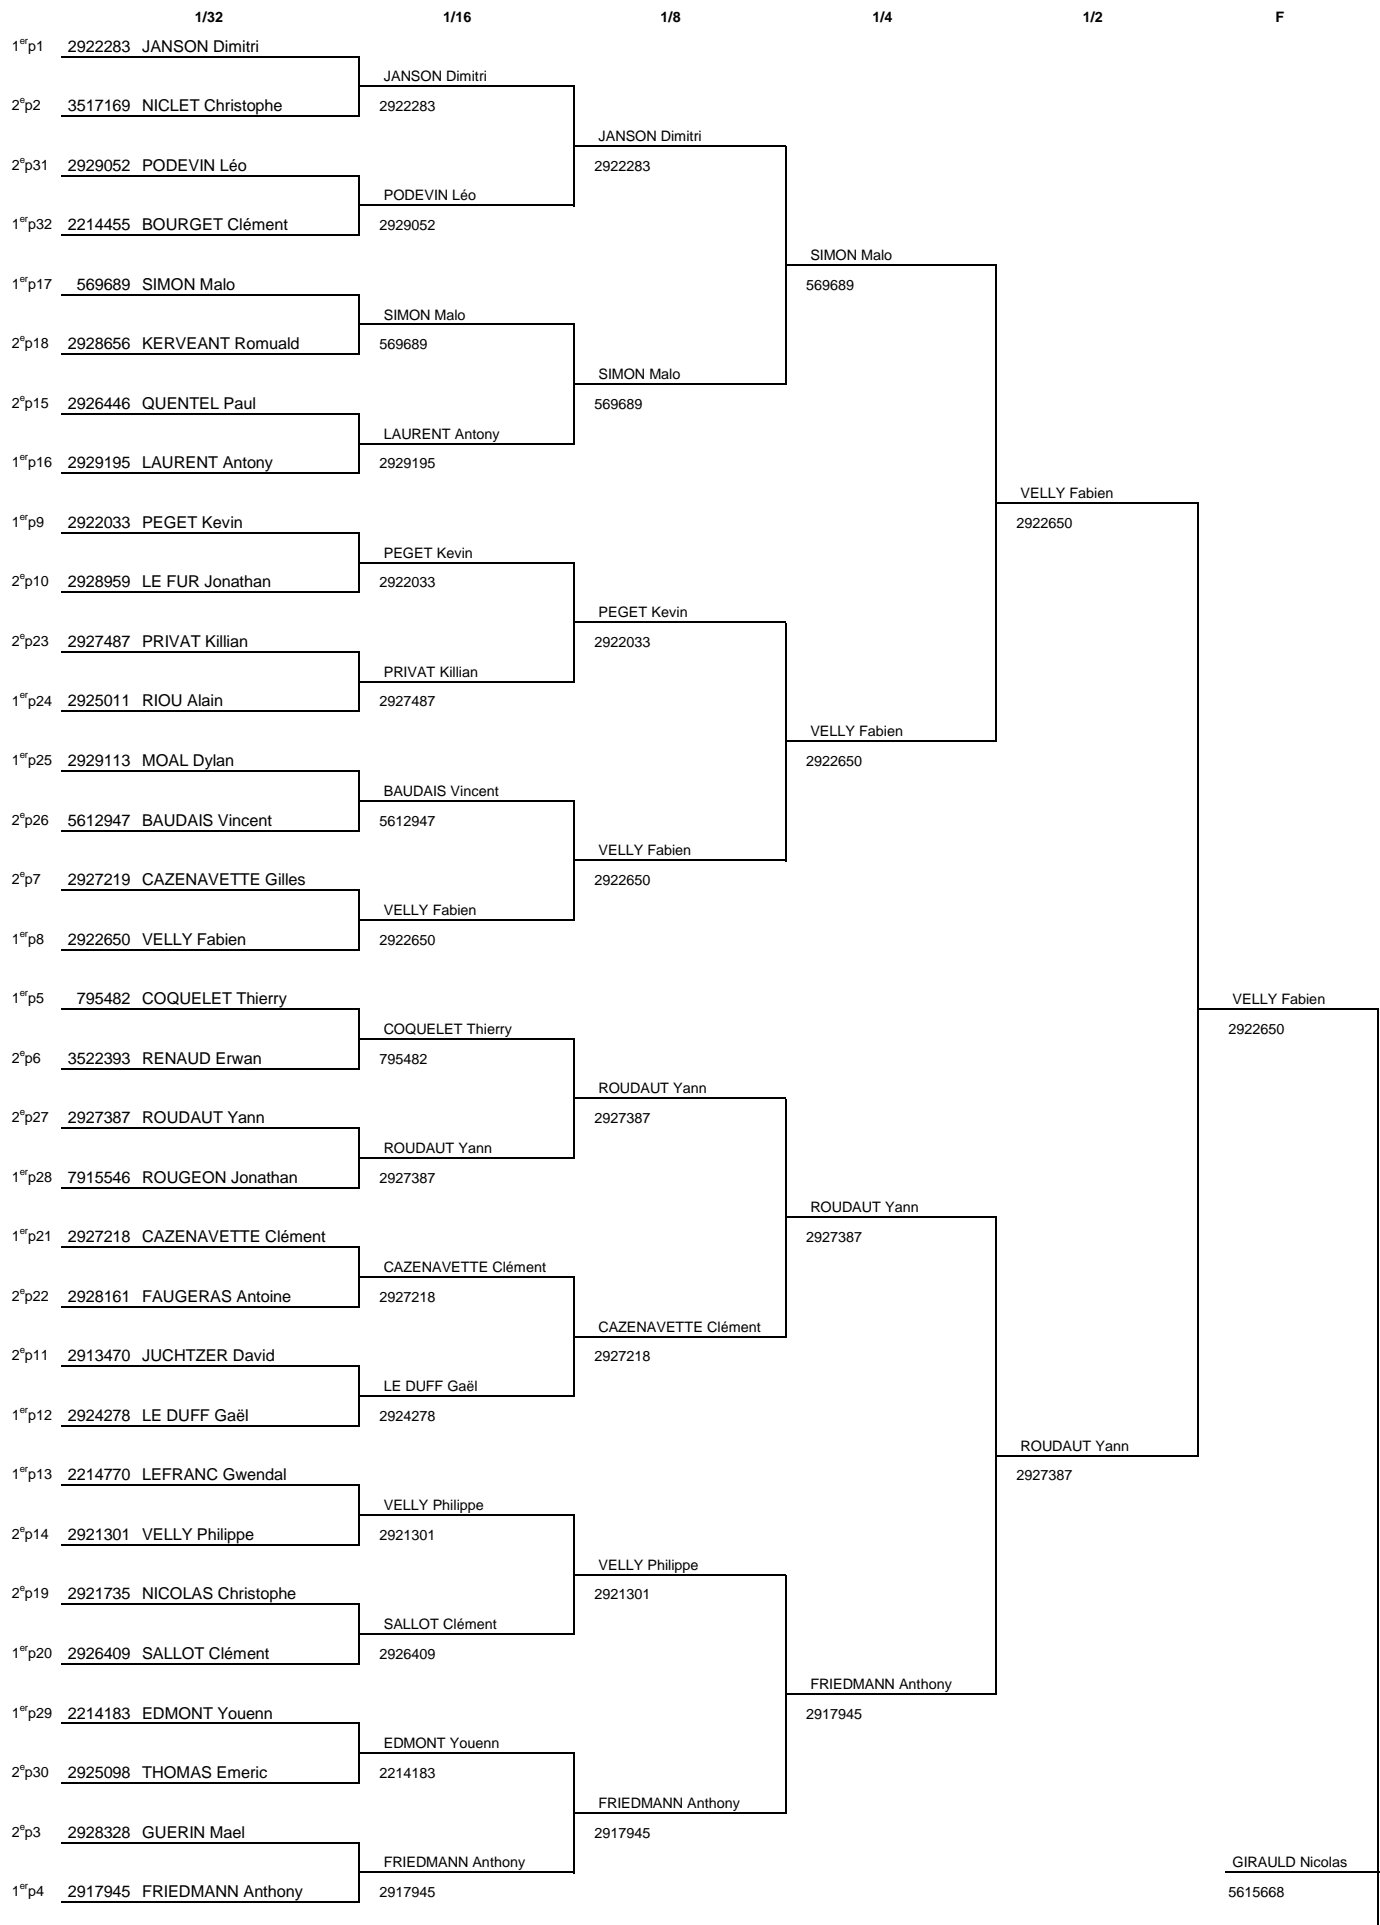 1/32 1/16 1/8 1/4 1/2 F
1erp1 2922283 JANSON Dimitri
JANSON Dimitri
2ep2 3517169 NICLET Christophe 2922283
JANSON Dimitri
2ep31 2929052 PODEVIN Léo 2922283
PODEVIN Léo
1erp32 2214455 BOURGET Clément 2929052
SIMON Malo
1erp17 569689 SIMON Malo 569689
SIMON Malo
2ep18 2928656 KERVEANT Romuald 569689
SIMON Malo
2ep15 2926446 QUENTEL Paul 569689
LAURENT Antony
1erp16 2929195 LAURENT Antony 2929195
VELLY Fabien
1erp9 2922033 PEGET Kevin 2922650
PEGET Kevin
2ep10 2928959 LE FUR Jonathan 2922033
PEGET Kevin
2ep23 2927487 PRIVAT Killian 2922033
PRIVAT Killian
1erp24 2925011 RIOU Alain 2927487
VELLY Fabien
1erp25 2929113 MOAL Dylan 2922650
BAUDAIS Vincent
2ep26 5612947 BAUDAIS Vincent 5612947
VELLY Fabien
2ep7 2927219 CAZENAVETTE Gilles 2922650
VELLY Fabien
1erp8 2922650 VELLY Fabien 2922650
1erp5 795482 COQUELET Thierry VELLY Fabien
COQUELET Thierry 2922650
2ep6 3522393 RENAUD Erwan 795482
ROUDAUT Yann
2ep27 2927387 ROUDAUT Yann 2927387
ROUDAUT Yann
1erp28 7915546 ROUGEON Jonathan 2927387
ROUDAUT Yann
1erp21 2927218 CAZENAVETTE Clément 2927387
CAZENAVETTE Clément
2ep22 2928161 FAUGERAS Antoine 2927218
CAZENAVETTE Clément
2ep11 2913470 JUCHTZER David 2927218
LE DUFF Gaël
1erp12 2924278 LE DUFF Gaël 2924278
ROUDAUT Yann
1erp13 2214770 LEFRANC Gwendal 2927387
VELLY Philippe
2ep14 2921301 VELLY Philippe 2921301
VELLY Philippe
2ep19 2921735 NICOLAS Christophe 2921301
SALLOT Clément
1erp20 2926409 SALLOT Clément 2926409
FRIEDMANN Anthony
1erp29 2214183 EDMONT Youenn 2917945
EDMONT Youenn
2ep30 2925098 THOMAS Emeric 2214183
FRIEDMANN Anthony
2ep3 2928328 GUERIN Mael 2917945
FRIEDMANN Anthony GIRAULD Nicolas
1erp4 2917945 FRIEDMANN Anthony 2917945 5615668